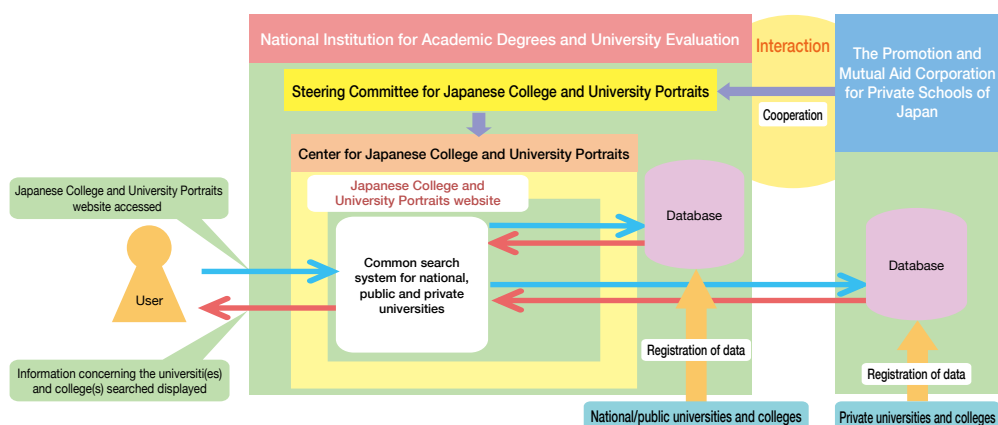 National Institution for Academic Degrees and University Evaluation
Interaction
The Promotion and
Mutual Aid Corporation
for Private Schools of
Japan
Steering Committee for Japanese College and University Portraits
Cooperation
Center for Japanese College and University Portraits
Japanese College and University Portraits
website accessed
Japanese College and
University Portraits website
Database
Database
User
Common search
system for national,
public and private
universities
Registration of data
Registration of data
Information concerning the universiti(es)
and college(s) searched displayed
National/public universities and colleges
Private universities and colleges